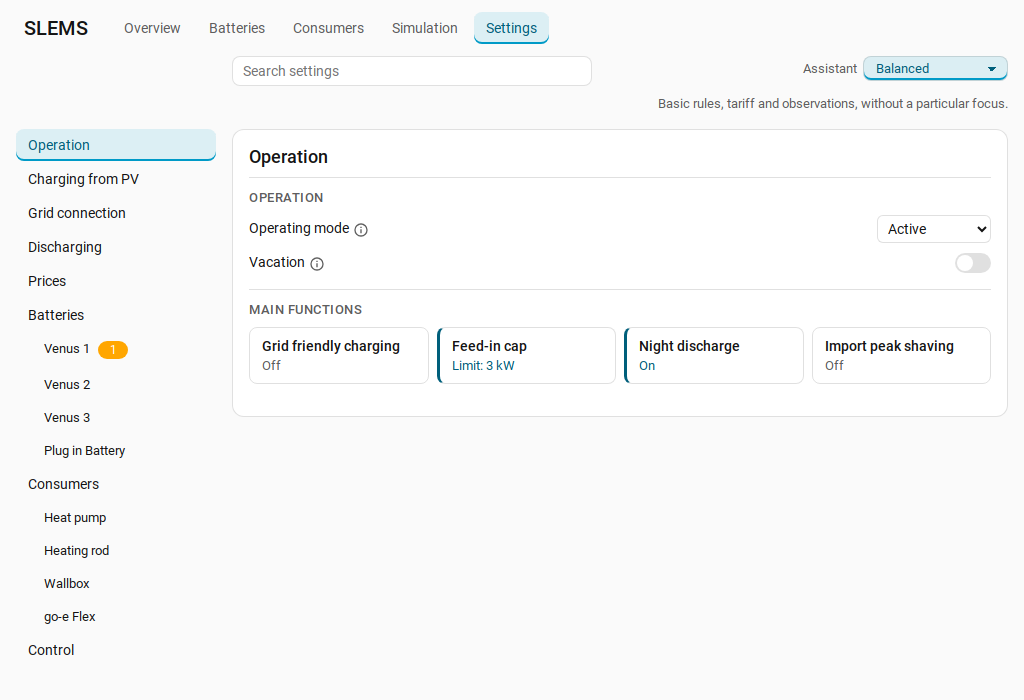 SLEMS
Overview
Batteries
Consumers
Simulation
Settings
Search settings
Assistant
Balanced
Basic rules, tariff and observations, without a particular focus.
Operation
Charging from PV
Grid connection
Discharging
Prices
Batteries
Venus 1
1
Venus 2
Venus 3
Plug in Battery
Consumers
Heat pump
Heating rod
Wallbox
go-e Flex
Control
Operation
OPERATION
Operating mode
Active
Vacation
MAIN FUNCTIONS
Grid friendly charging
Off
Feed-in cap
Limit: 3 kW
Night discharge
On
Import peak shaving
Off